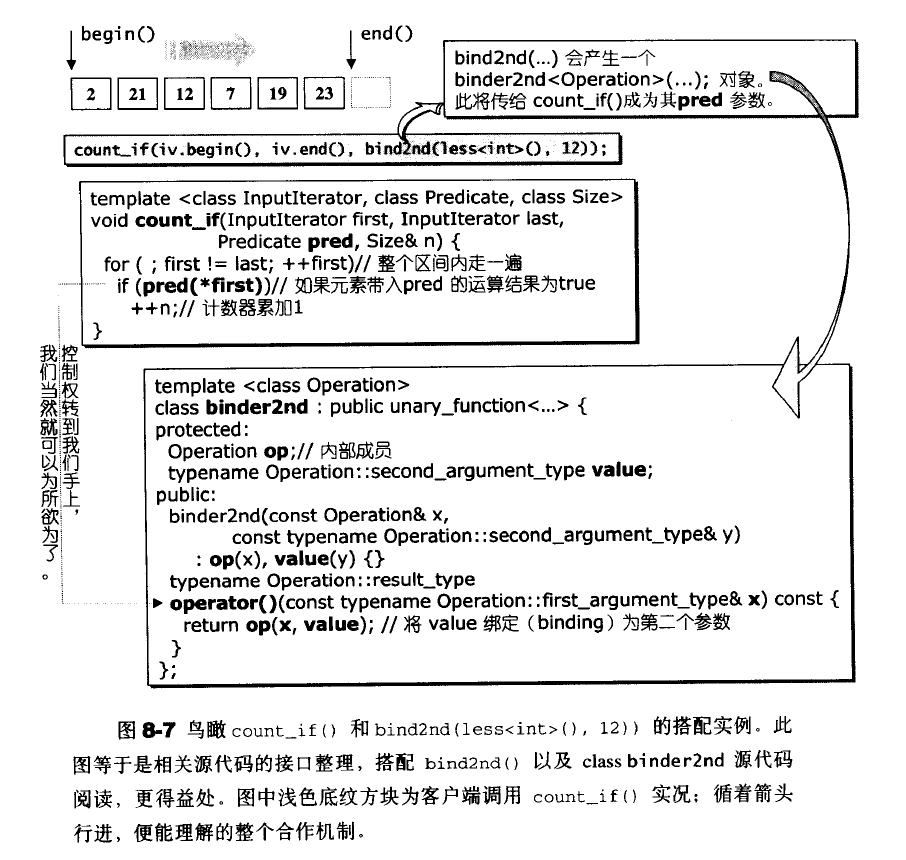 begin()
end()
bind2nd(...) 会产生一个
binder2nd<Operation>(...); 对象。
此将传给 count_if()成为其pred 参数。
2 21 12 7 19 23
count_if(iv.begin(), iv.end(), bind2nd(less<int>(), 12));
template <class InputIterator, class Predicate, class Size>
void count_if(InputIterator first, InputIterator last,
Predicate pred, Size& n) {
for ( ; first != last; ++first)// 整个区间内走一遍
if (pred(*first))// 如果元素带入pred 的运算结果为true
++n;// 计数器累加1
}
控制权转到我们手上，
我们当然就可以为所欲为了。
template <class Operation>
class binder2nd : public unary_function<...> {
protected:
Operation op;// 内部成员
typename Operation::second_argument_type value;
public:
binder2nd(const Operation& x,
const typename Operation::second_argument_type& y)
: op(x), value(y) {}
typename Operation::result_type
operator()(const typename Operation::first_argument_type& x) const {
return op(x, value); // 将 value 绑定（binding）为第二个参数
}
};
图 8-7 鸟瞰 count_if() 和 bind2nd(less<int>(), 12)) 的搭配实例。此
图等于是相关源代码的接口整理，搭配 bind2nd() 以及 class binder2nd 源代码
阅读，更得益处。图中浅色底纹方块为客户端调用 count_if() 实况；循着箭头
行进，便能理解的整个合作机制。